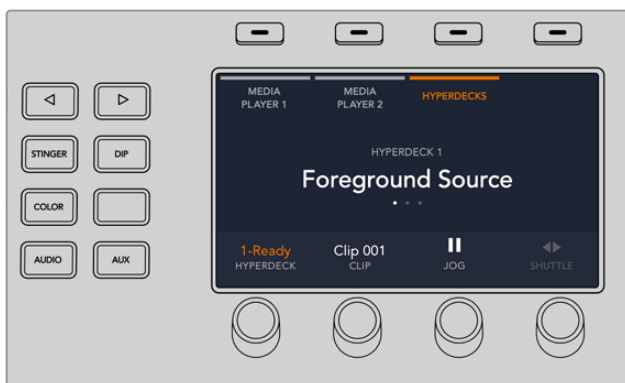 MEDIA
PLAYER 1
MEDIA
PLAYER 2
HYPERDECKS
HYPERDECK 1
Foreground Source
1-Ready
HYPERDECK
Clip 001
CLIP
JOG
SHUTTLE
STINGER
DIP
COLOR
AUDIO
AUX